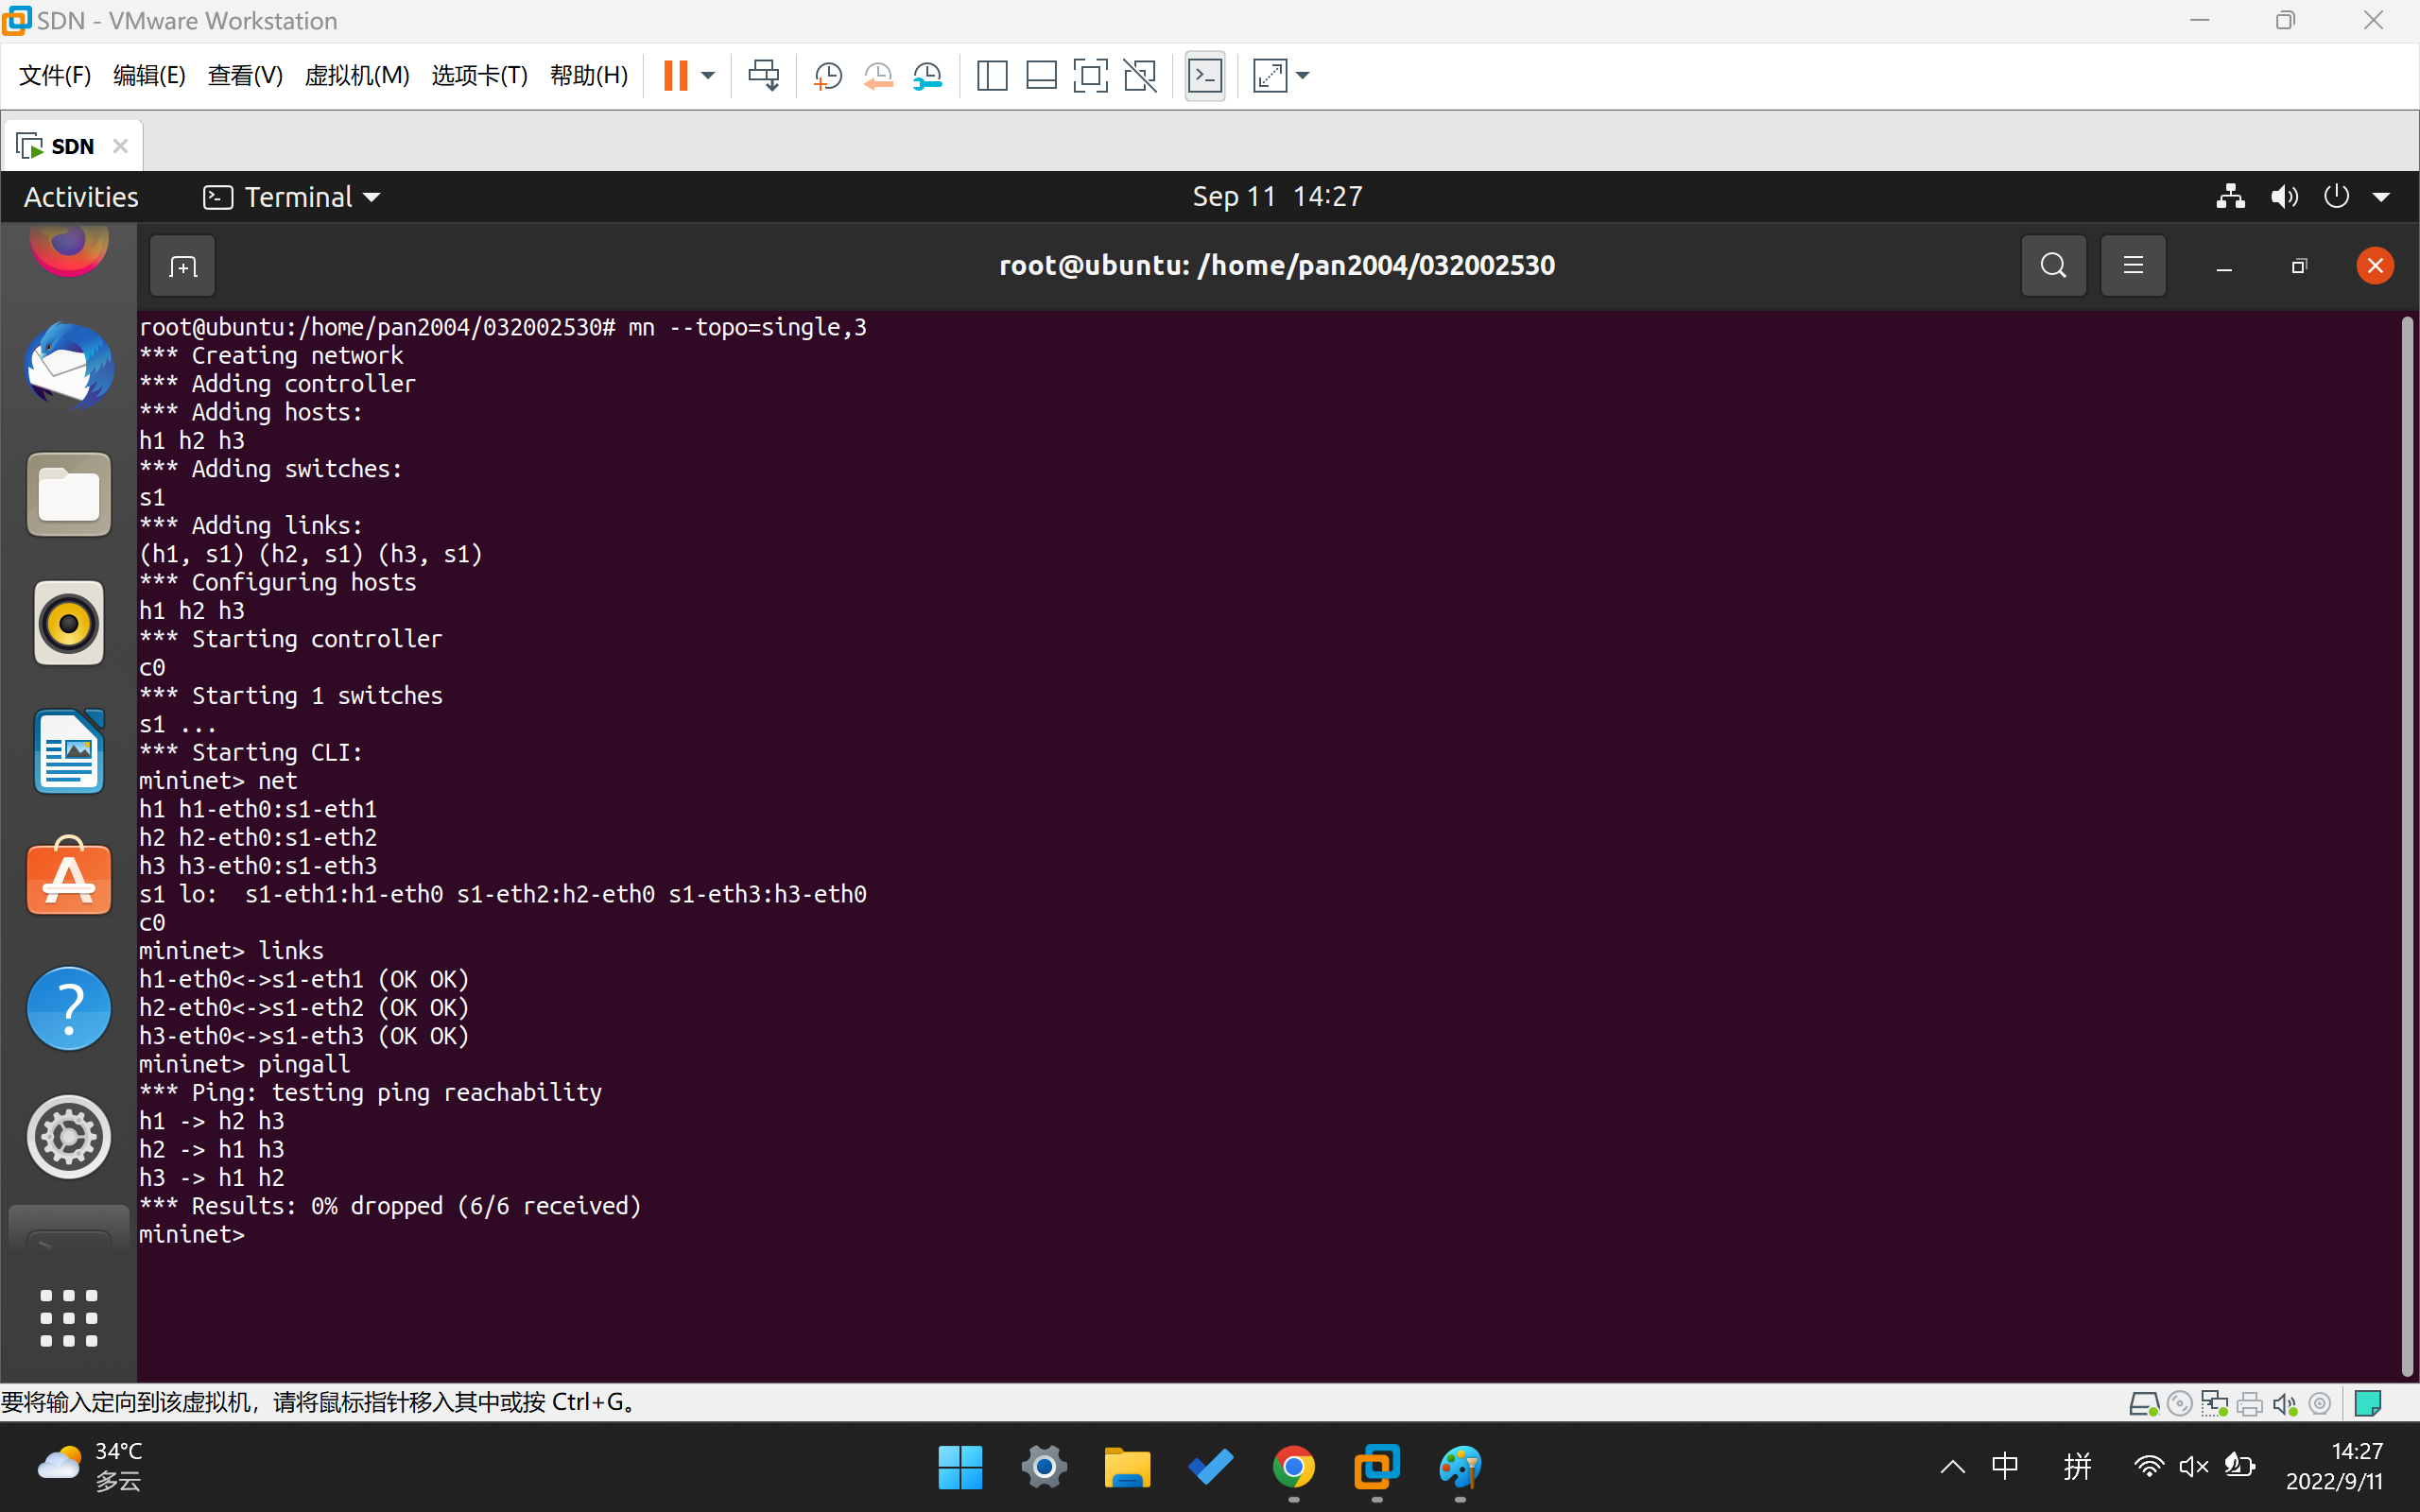 SDN - VMware Workstation
文件(F) 编辑(E) 查看(V) 虚拟机(M) 选项卡(T) 帮助(H)
SDN
Activities Terminal Sep 11 14:27
root@ubuntu: /home/pan2004/032002530
root@ubuntu:/home/pan2004/032002530# mn --topo=single,3
*** Creating network
*** Adding controller
*** Adding hosts:
h1 h2 h3
*** Adding switches:
s1
*** Adding links:
(h1, s1) (h2, s1) (h3, s1)
*** Configuring hosts
h1 h2 h3
*** Starting controller
c0
*** Starting 1 switches
s1 ...
*** Starting CLI:
mininet> net
h1 h1-eth0:s1-eth1
h2 h2-eth0:s1-eth2
h3 h3-eth0:s1-eth3
s1 lo:  s1-eth1:h1-eth0 s1-eth2:h2-eth0 s1-eth3:h3-eth0
c0
mininet> links
h1-eth0<->s1-eth1 (OK OK)
h2-eth0<->s1-eth2 (OK OK)
h3-eth0<->s1-eth3 (OK OK)
mininet> pingall
*** Ping: testing ping reachability
h1 -> h2 h3
h2 -> h1 h3
h3 -> h1 h2
*** Results: 0% dropped (6/6 received)
mininet>
要将输入定向到该虚拟机，请将鼠标指针移入其中或按 Ctrl+G。
34°C
多云
中 拼
14:27
2022/9/11